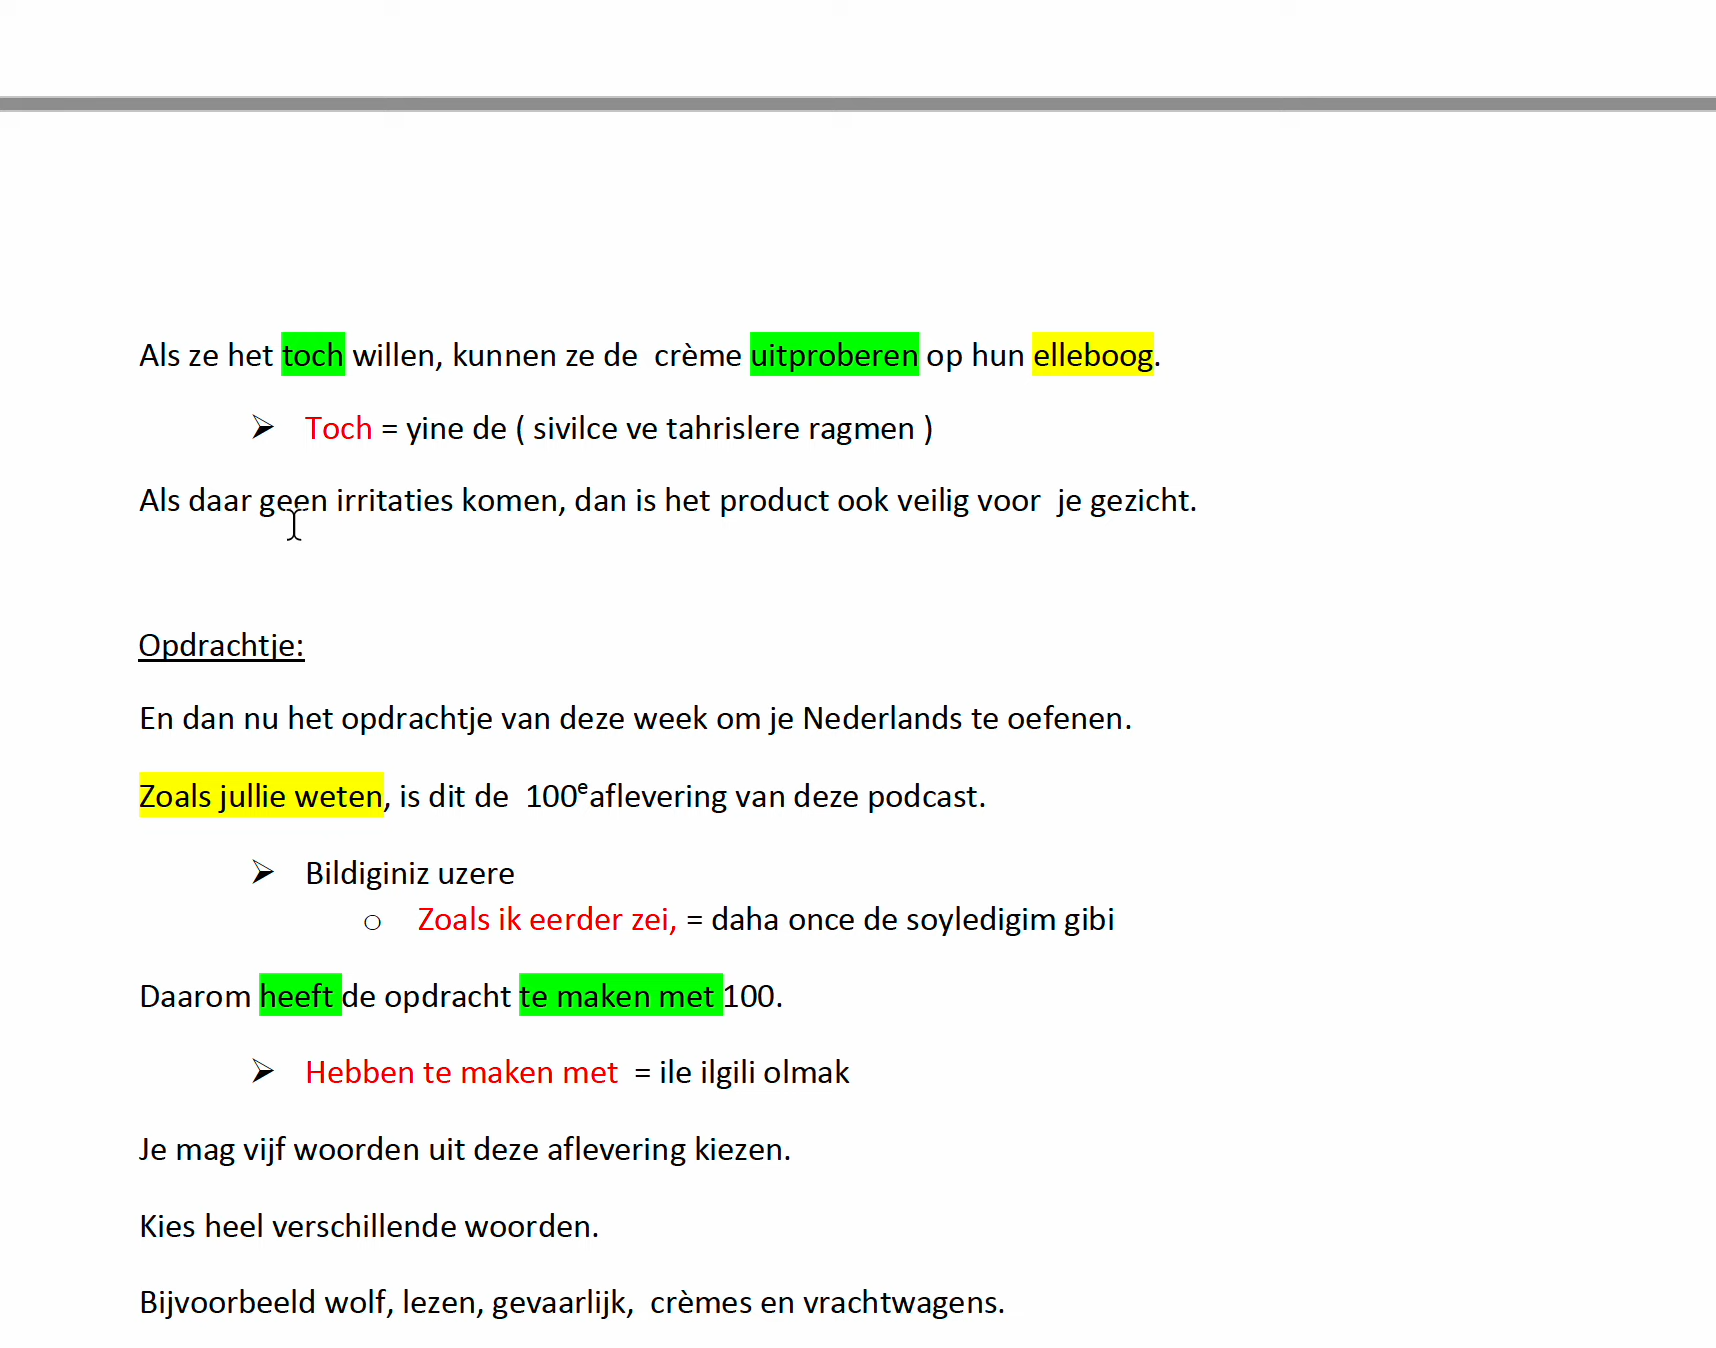 Als ze het toch willen, kunnen ze de  crème uitproberen op hun elleboog.
➢ Toch = yine de ( sivilce ve tahrislere ragmen )
Als daar geen irritaties komen, dan is het product ook veilig voor  je gezicht.
Opdrachtje:
En dan nu het opdrachtje van deze week om je Nederlands te oefenen.
Zoals jullie weten, is dit de  100ᵉaflevering van deze podcast.
➢ Bildiginiz uzere
○ Zoals ik eerder zei, = daha once de soyledigim gibi
Daarom heeft de opdracht te maken met 100.
➢ Hebben te maken met  = ile ilgili olmak
Je mag vijf woorden uit deze aflevering kiezen.
Kies heel verschillende woorden.
Bijvoorbeeld wolf, lezen, gevaarlijk,  crèmes en vrachtwagens.